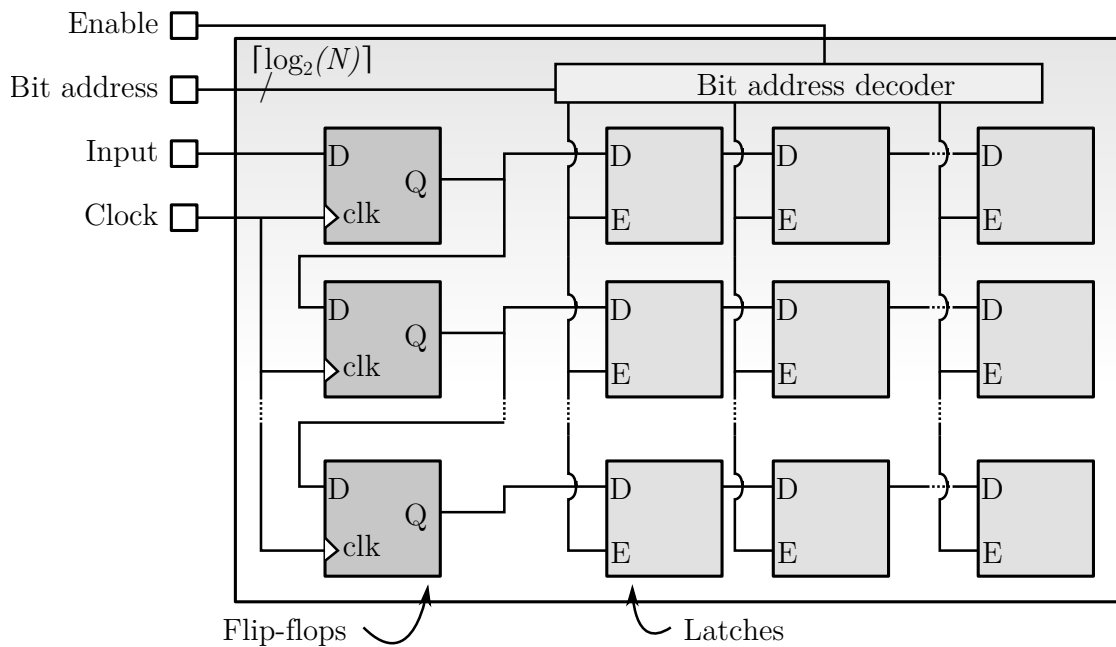 Enable
⌈log₂(N)⌉
Bit address
Bit address decoder
Input
D
D
D
D
Q
Clock
clk
E
E
E
D
D
D
D
Q
clk
E
E
E
D
D
D
D
Q
clk
E
E
E
Flip-flops
Latches